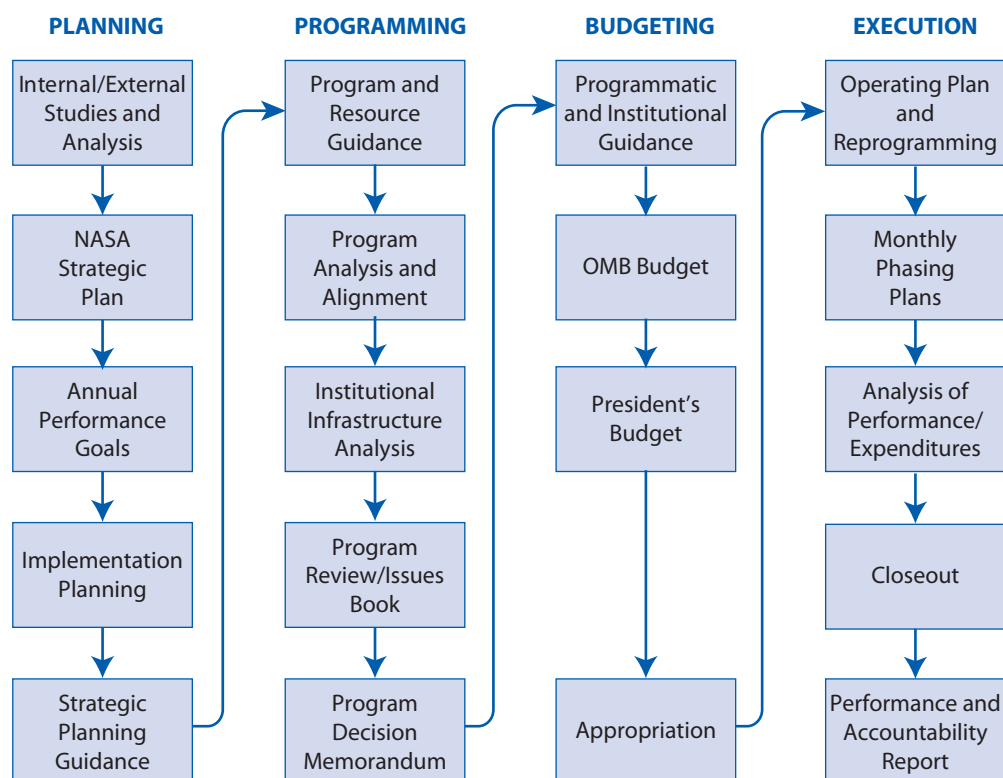 PLANNING
Internal/External
Studies and
Analysis
NASA
Strategic
Plan
Annual
Performance
Goals
Implementation
Planning
Strategic
Planning
Guidance
PROGRAMMING
Program and
Resource
Guidance
Program
Analysis and
Alignment
Institutional
Infrastructure
Analysis
Program
Review/Issues
Book
Program
Decision
Memorandum
BUDGETING
Programmatic
and Institutional
Guidance
OMB Budget
President’s
Budget
Appropriation
EXECUTION
Operating Plan
and
Reprogramming
Monthly
Phasing
Plans
Analysis of
Performance/
Expenditures
Closeout
Performance and
Accountability
Report